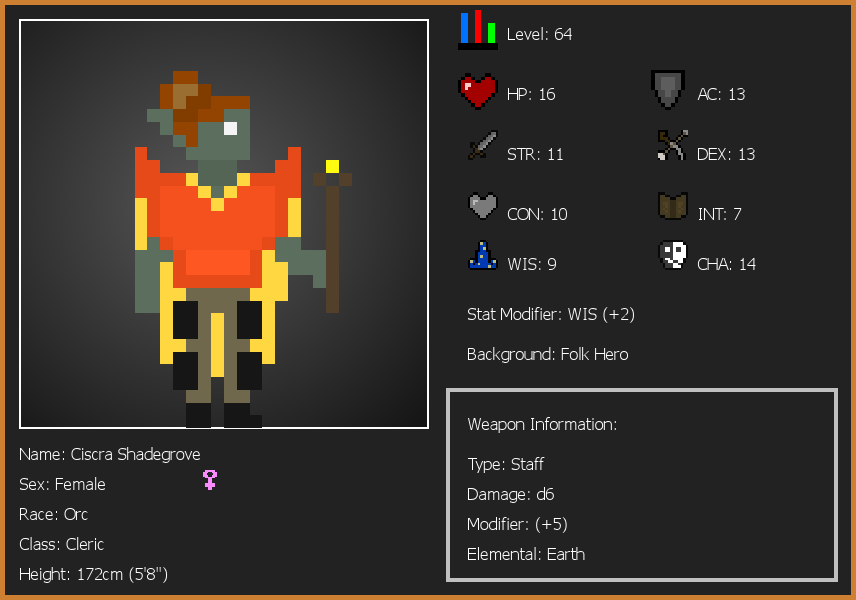 Level: 64
HP: 16
AC: 13
STR: 11
DEX: 13
CON: 10
INT: 7
WIS: 9
CHA: 14
Stat Modifier: WIS (+2)
Background: Folk Hero
Weapon Information:
Type: Staff
Damage: d6
Modifier: (+5)
Elemental: Earth
Name: Ciscra Shadegrove
Sex: Female
Race: Orc
Class: Cleric
Height: 172cm (5'8")